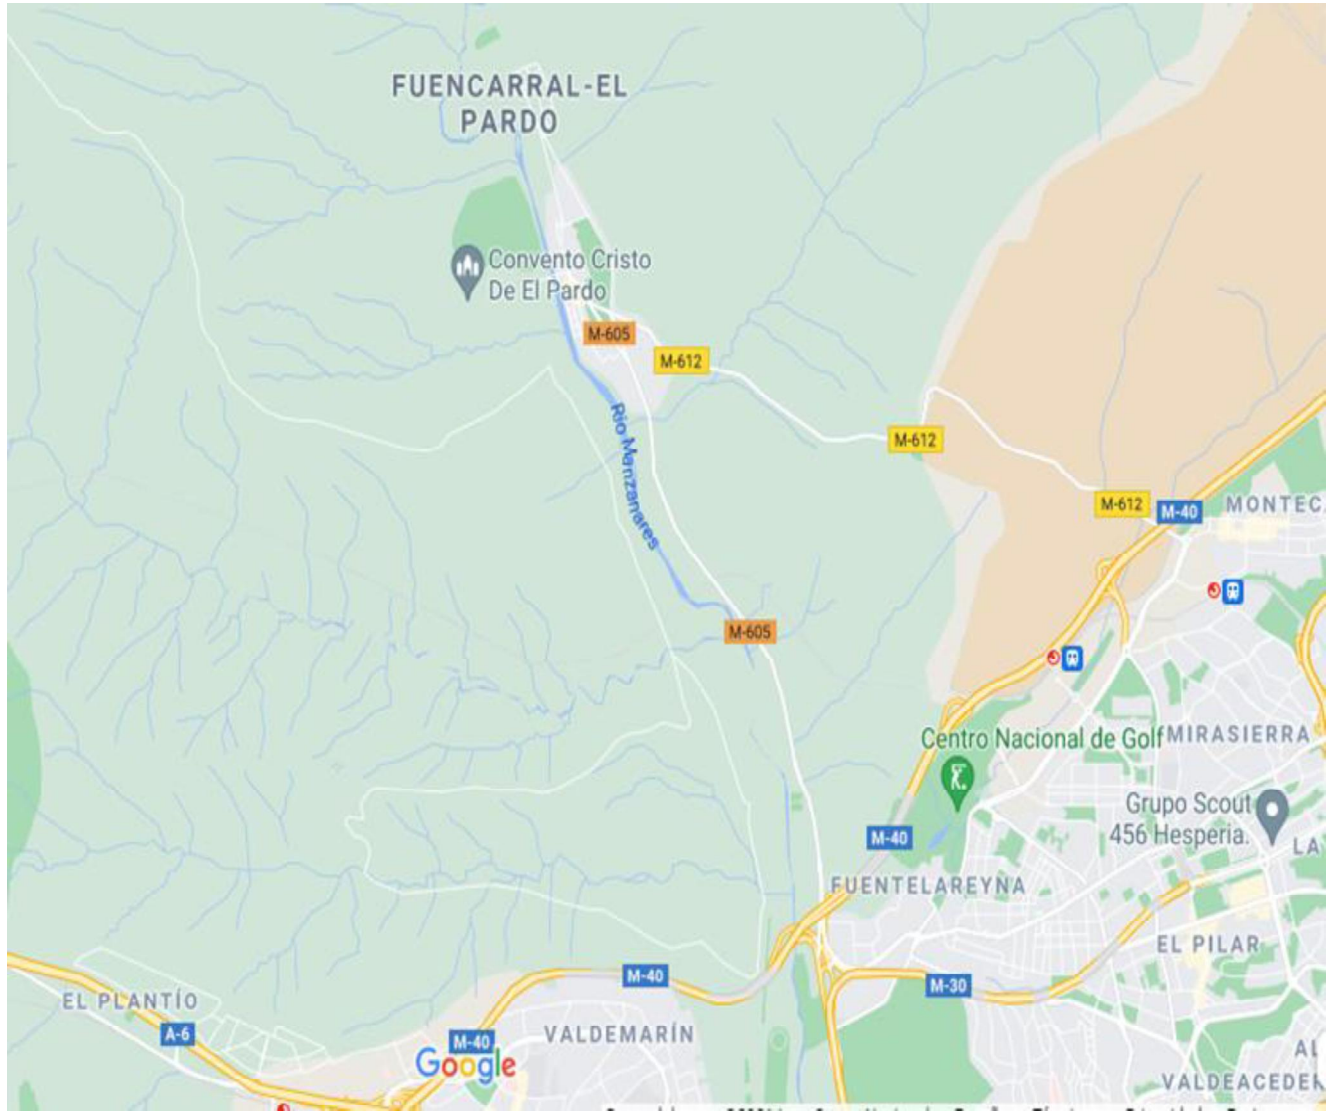 FUENCARRAL-EL
PARDO
Convento Cristo
De El Pardo
M-605
M-612
Río Manzanares
M-612
M-612
M-40
MONTEC
M-605
Centro Nacional de Golf
MIRASIERRA
Grupo Scout
456 Hesperia.
M-40
LA
FUENTELAREYNA
EL PILAR
M-40
M-30
EL PLANTÍO
A-6
M-40
VALDEMARÍN
Google
AL
VALDEACEDER